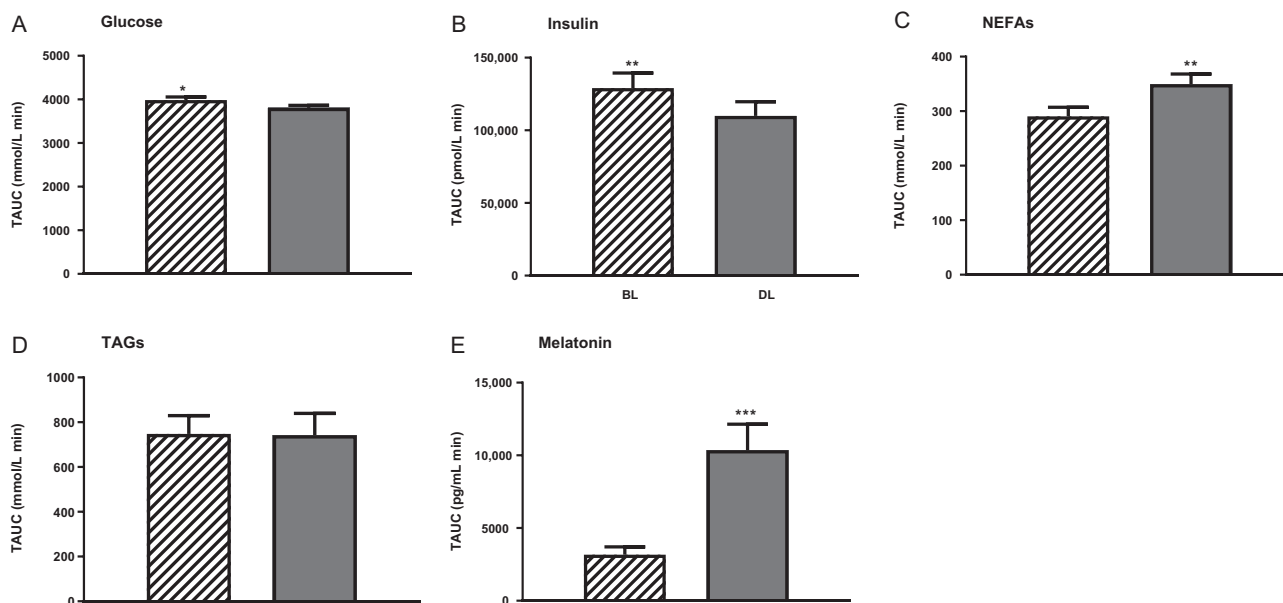 A Glucose
TAUC (mmol/L min)
5000
4000
3000
2000
1000
0
*
B Insulin
TAUC (pmol/L min)
150,000
100,000
50,000
0
**
BL DL
C NEFAs
TAUC (mmol/L min)
400
300
200
100
0
**
D TAGs
TAUC (mmol/L min)
1000
800
600
400
200
0
E Melatonin
TAUC (pg/mL min)
15,000
10,000
5000
0
***